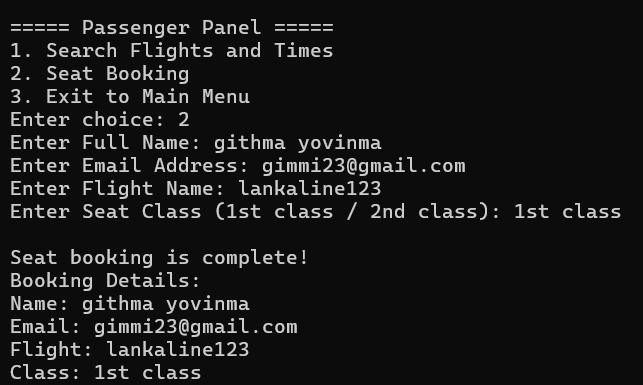 ===== Passenger Panel =====
1. Search Flights and Times
2. Seat Booking
3. Exit to Main Menu
Enter choice: 2
Enter Full Name: githma yovinma
Enter Email Address: gimmi23@gmail.com
Enter Flight Name: lankaline123
Enter Seat Class (1st class / 2nd class): 1st class
Seat booking is complete!
Booking Details:
Name: githma yovinma
Email: gimmi23@gmail.com
Flight: lankaline123
Class: 1st class